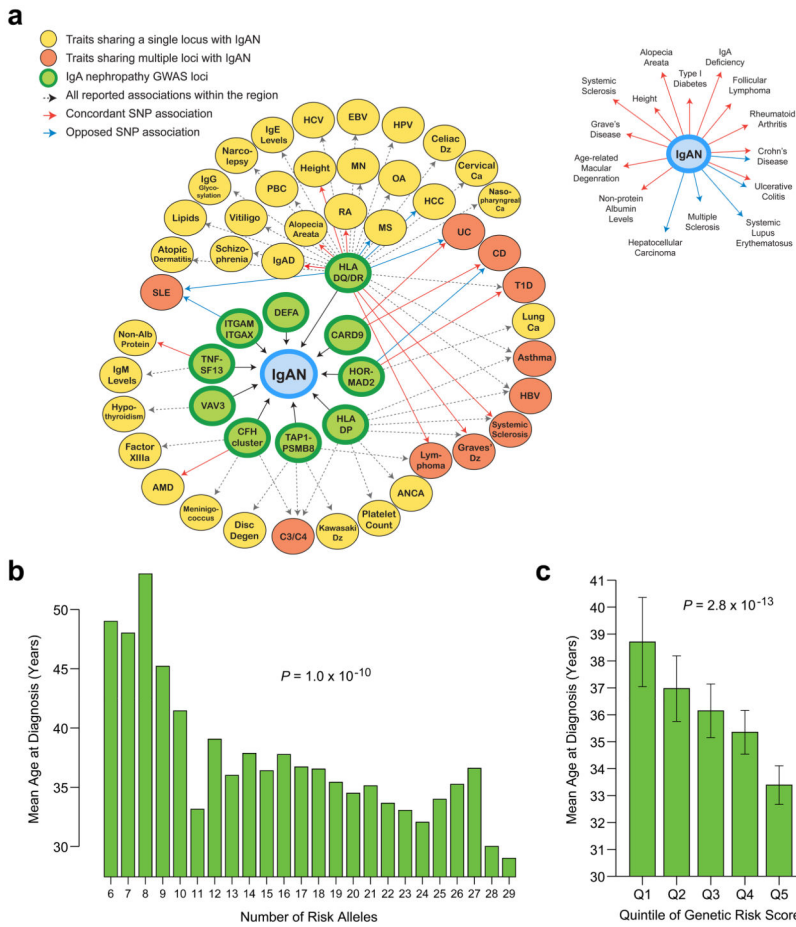 a
Traits sharing a single locus with IgAN
Traits sharing multiple loci with IgAN
IgA nephropathy GWAS loci
All reported associations within the region
Concordant SNP association
Opposed SNP association
HCV
EBV
HPV
IgE
Levels
Celiac
Dz
Narco-
lepsy
Height
MN
OA
Cervical
Ca
IgG
Glyco-
sylation
PBC
Naso-
pharyngeal
Ca
RA
HCC
Lipids
Vitiligo
Alopecia
Areata
MS
UC
Atopic
Dermatitis
Schizo-
phrenia
IgAD
HLA
DQ/DR
CD
SLE
T1D
DEFA
ITGAM
ITGAX
CARD9
Lung
Ca
Non-Alb
Protein
TNF-
SF13
IgAN
HOR-
MAD2
Asthma
IgM
Levels
VAV3
HBV
Hypo-
thyroidism
HLA
DP
Systemic
Sclerosis
CFH
cluster
TAP1-
PSMB8
Factor
XIIIa
Lym-
phoma
Graves'
Dz
AMD
ANCA
Meninigo-
coccus
Platelet
Count
Disc
Degen
C3/C4
Kawasaki
Dz
Alopecia
Areata
IgA
Deficiency
Type I
Diabetes
Systemic
Sclerosis
Follicular
Lymphoma
Height
Grave's
Disease
Rheumatoid
Arthritis
IgAN
Age-related
Macular
Degenration
Crohn's
Disease
Non-protein
Albumin
Levels
Ulcerative
Colitis
Multiple
Sclerosis
Systemic
Lupus
Erythematosus
Hepatocellular
Carcinoma
b
Mean Age at Diagnosis (Years)
50
45
40
35
30
P = 1.0 x 10⁻¹⁰
6 7 8 9 10 11 12 13 14 15 16 17 18 19 20 21 22 23 24 25 26 27 28 29
Number of Risk Alleles
c
Mean Age at Diagnosis (Years)
41
40
39
38
37
36
35
34
33
32
31
30
P = 2.8 x 10⁻¹³
Q1 Q2 Q3 Q4 Q5
Quintile of Genetic Risk Score